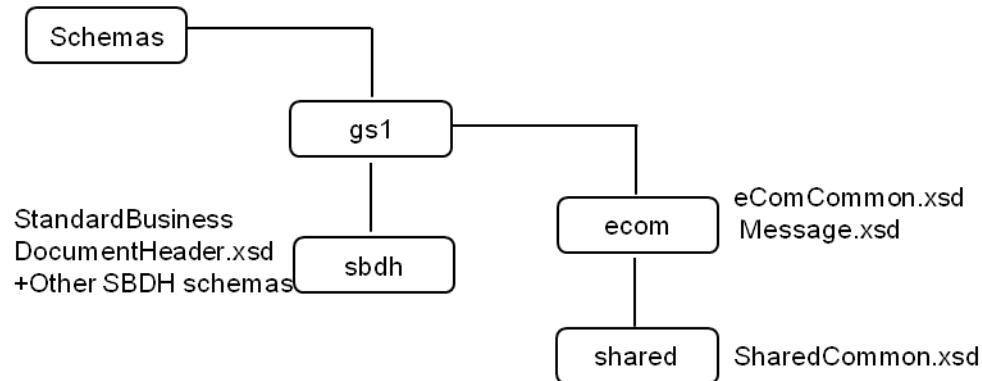 Schemas
gs1
StandardBusiness
DocumentHeader.xsd
+Other SBDH schemas
sbdh
ecom
eComCommon.xsd
Message.xsd
shared
SharedCommon.xsd